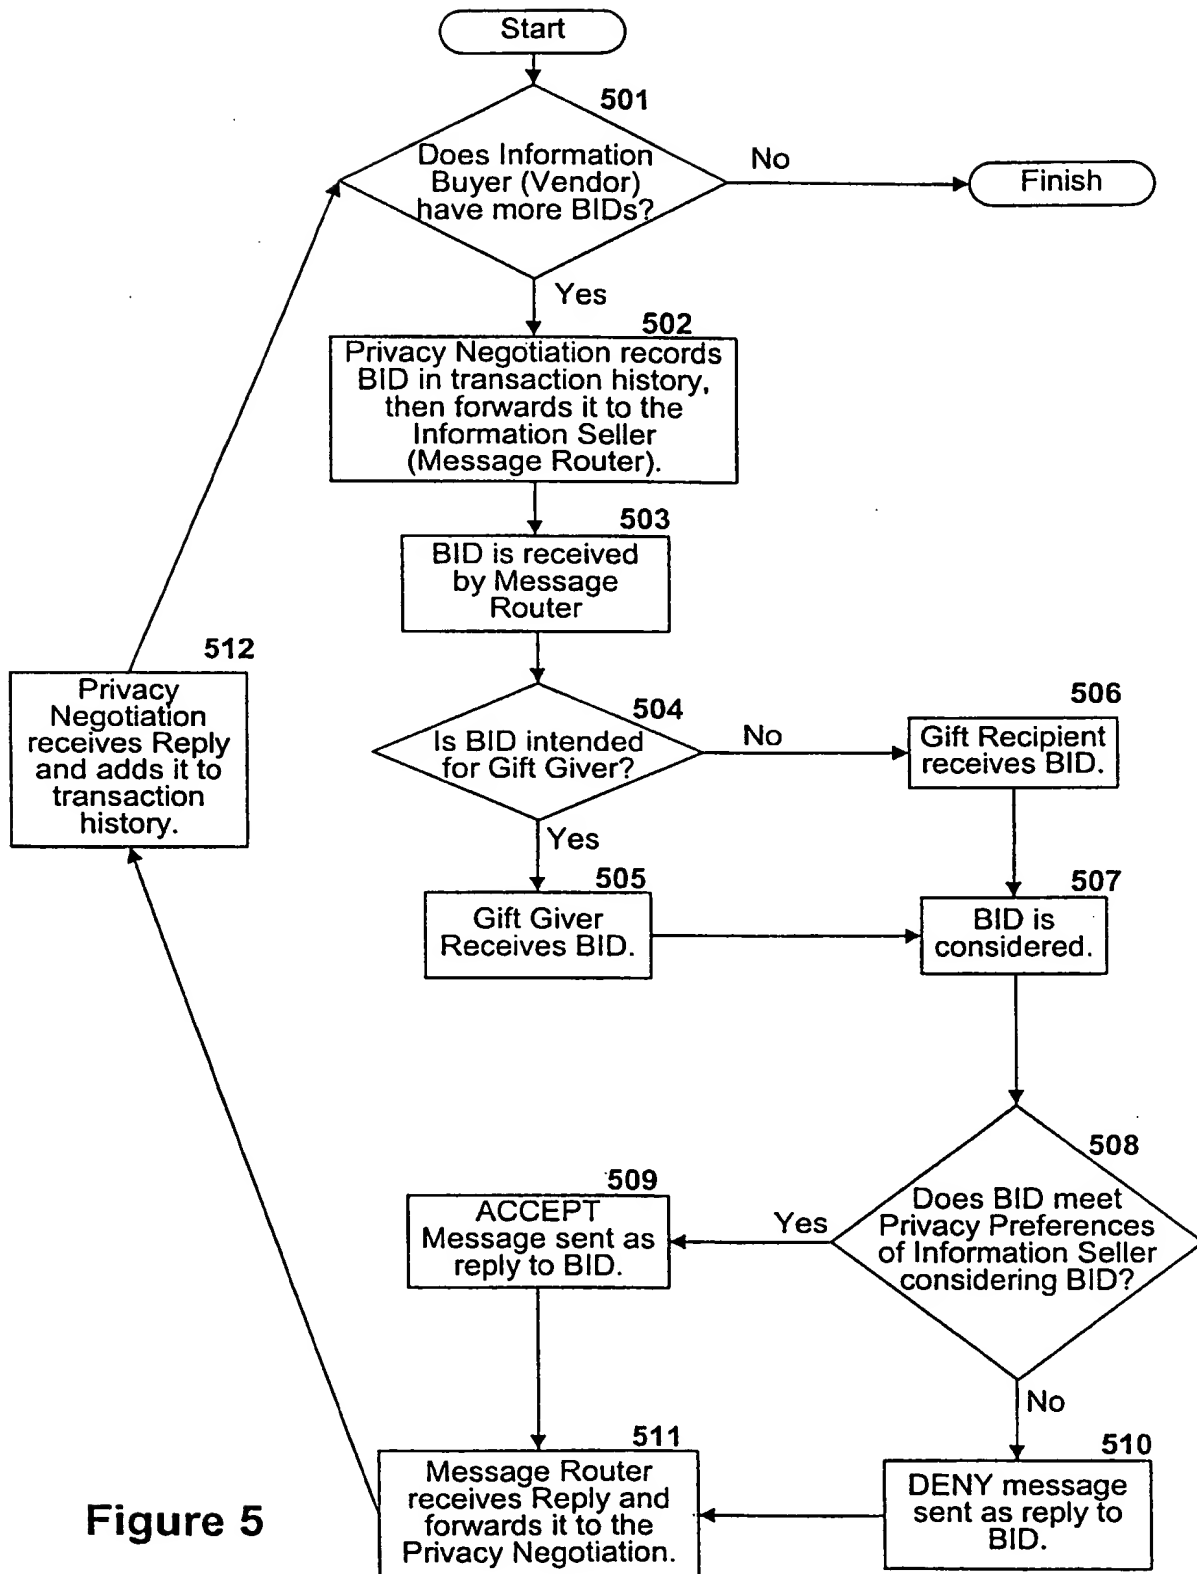 Start
501
Does Information
Buyer (Vendor)
have more BIDs?
No
Finish
Yes
502
Privacy Negotiation records
BID in transaction history,
then forwards it to the
Information Seller
(Message Router).
503
BID is received
by Message
Router
512
Privacy
Negotiation
receives Reply
and adds it to
transaction
history.
504
Is BID intended
for Gift Giver?
No
506
Gift Recipient
receives BID.
Yes
505
Gift Giver
Receives BID.
507
BID is
considered.
508
Does BID meet
Privacy Preferences
of Information Seller
considering BID?
Yes
509
ACCEPT
Message sent as
reply to BID.
No
510
DENY message
sent as reply to
BID.
511
Message Router
receives Reply and
forwards it to the
Privacy Negotiation.
Figure 5